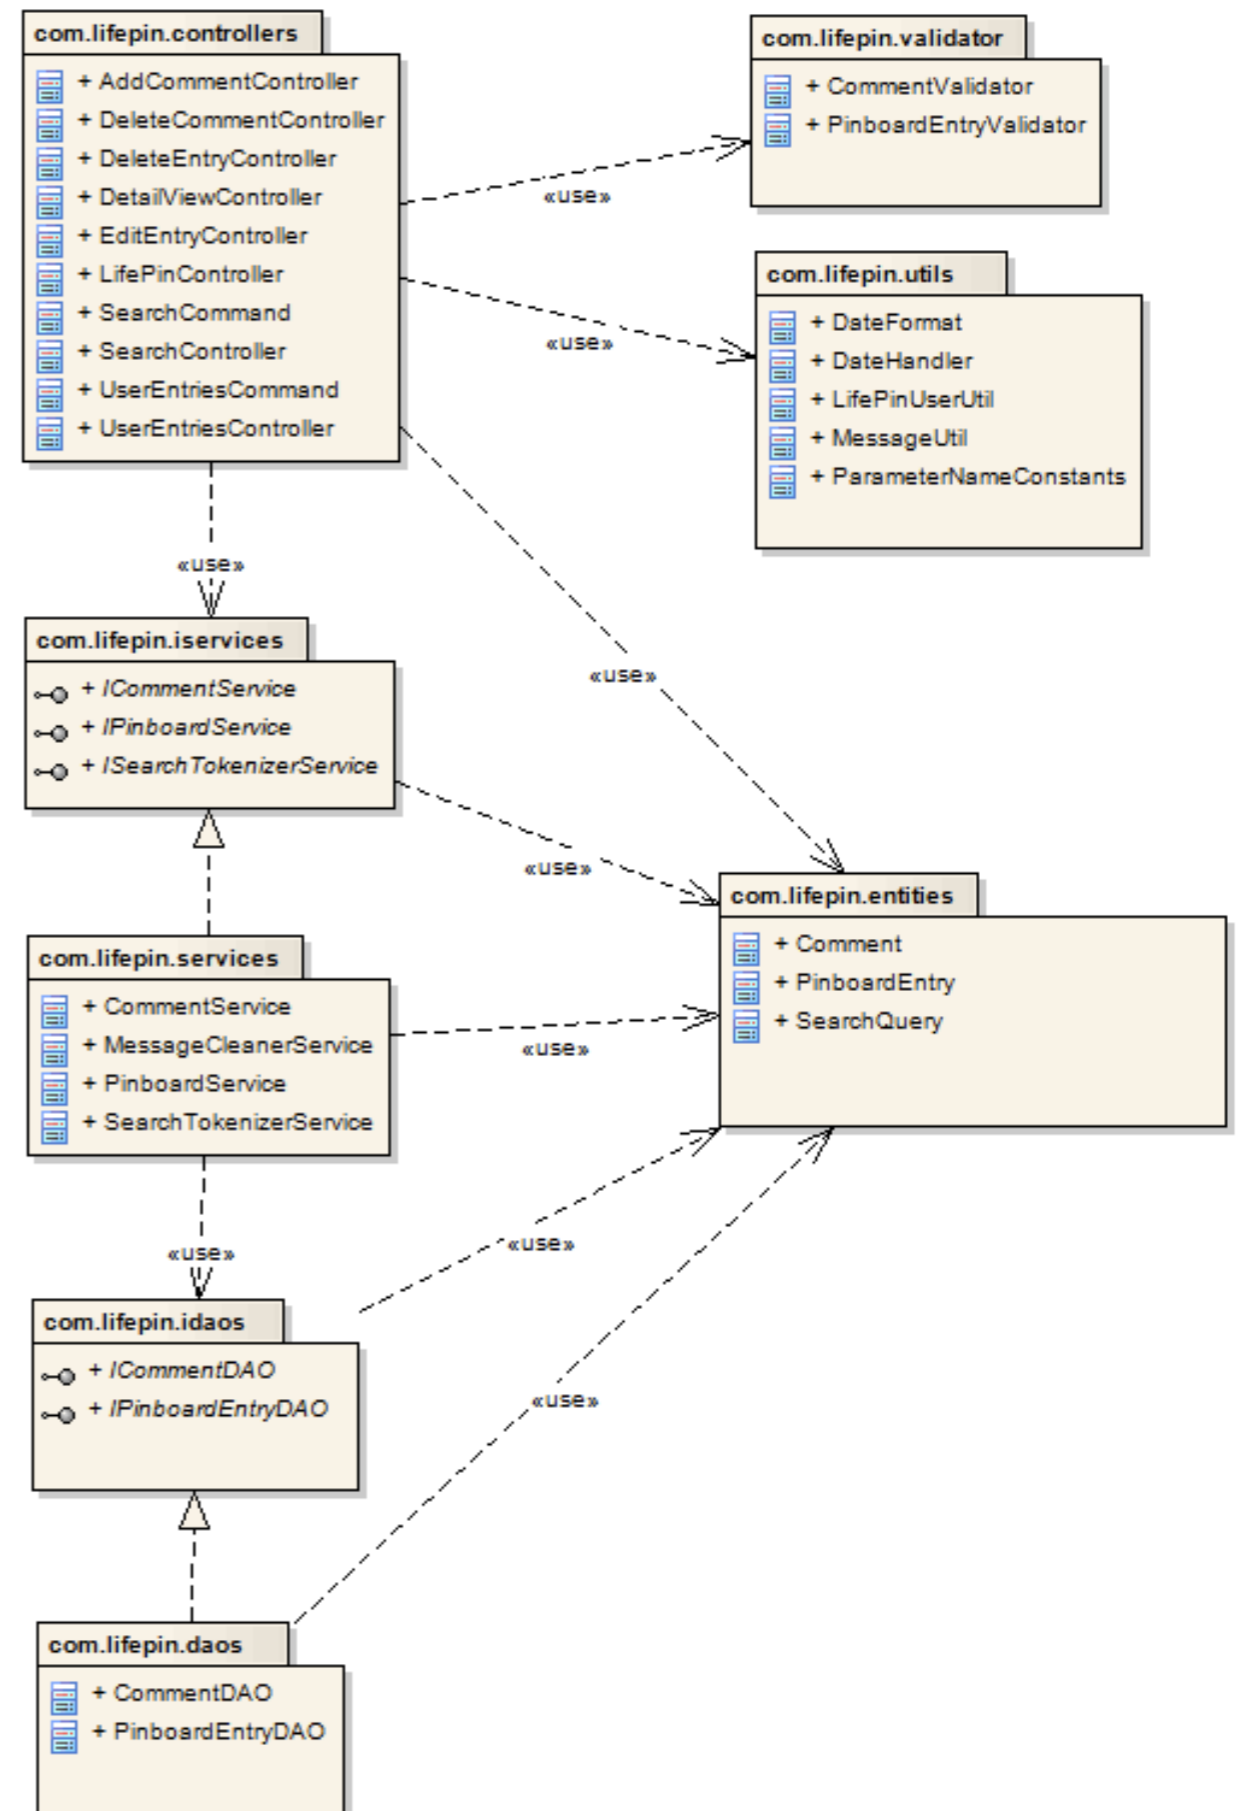 com.lifepin.controllers
+ AddCommentController
+ DeleteCommentController
+ DeleteEntryController
+ DetailViewController
+ EditEntryController
+ LifePinController
+ SearchCommand
+ SearchController
+ UserEntriesCommand
+ UserEntriesController
com.lifepin.validator
+ CommentValidator
+ PinboardEntryValidator
«use»
com.lifepin.utils
+ DateFormat
+ DateHandler
+ LifePinUserUtil
+ MessageUtil
+ ParameterNameConstants
«use»
«use»
«use»
com.lifepin.iservices
+ ICommentService
+ IPinboardService
+ ISearchTokenizerService
«use»
com.lifepin.entities
+ Comment
+ PinboardEntry
+ SearchQuery
com.lifepin.services
+ CommentService
+ MessageCleanerService
+ PinboardService
+ SearchTokenizerService
«use»
«use»
«use»
com.lifepin.idaos
+ ICommentDAO
+ IPinboardEntryDAO
«use»
com.lifepin.daos
+ CommentDAO
+ PinboardEntryDAO